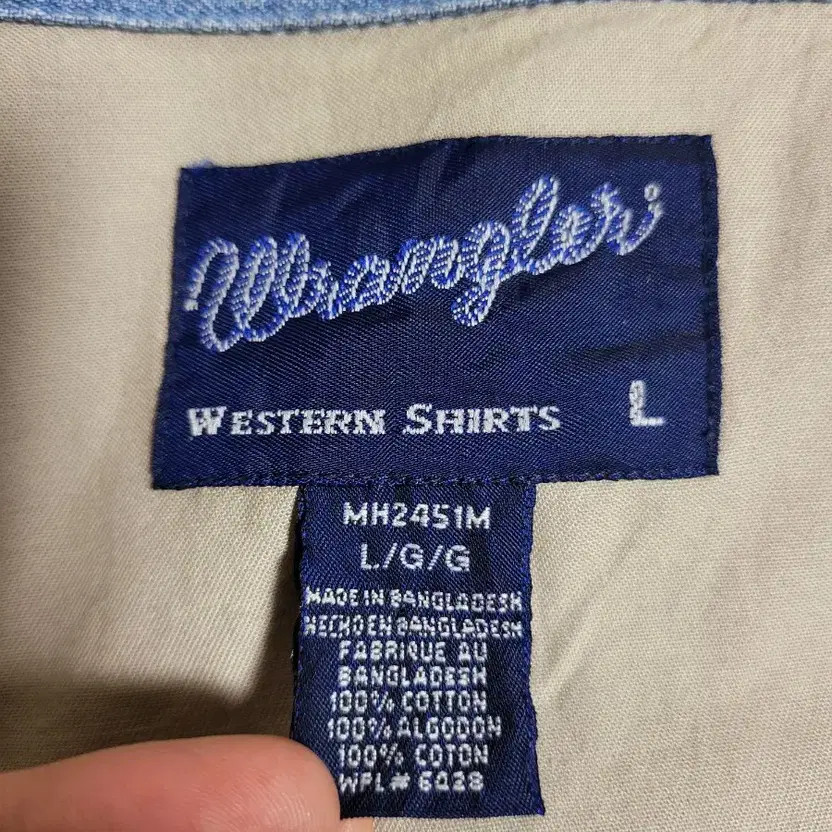 Wrangler®
WESTERN SHIRTS L
MH2451M
L/G/G
MADE IN BANGLADESH
HECHO EN BANGLADESH
FABRIQUE AU
BANGLADESH
100% COTTON
100% ALGODON
100% COTON
WPL# 6028